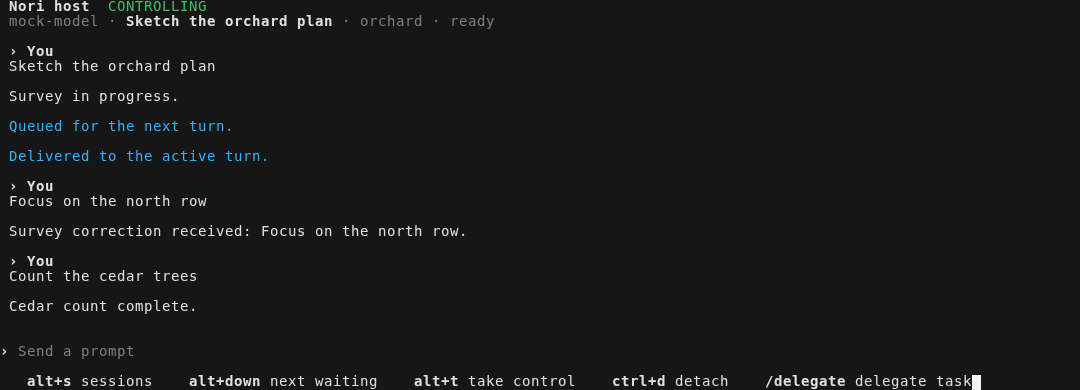 Nori host  CONTROLLING
mock-model · Sketch the orchard plan · orchard · ready
› You
Sketch the orchard plan
Survey in progress.
Queued for the next turn.
Delivered to the active turn.
› You
Focus on the north row
Survey correction received: Focus on the north row.
› You
Count the cedar trees
Cedar count complete.
› Send a prompt
alt+s sessions    alt+down next waiting    alt+t take control    ctrl+d detach    /delegate delegate task